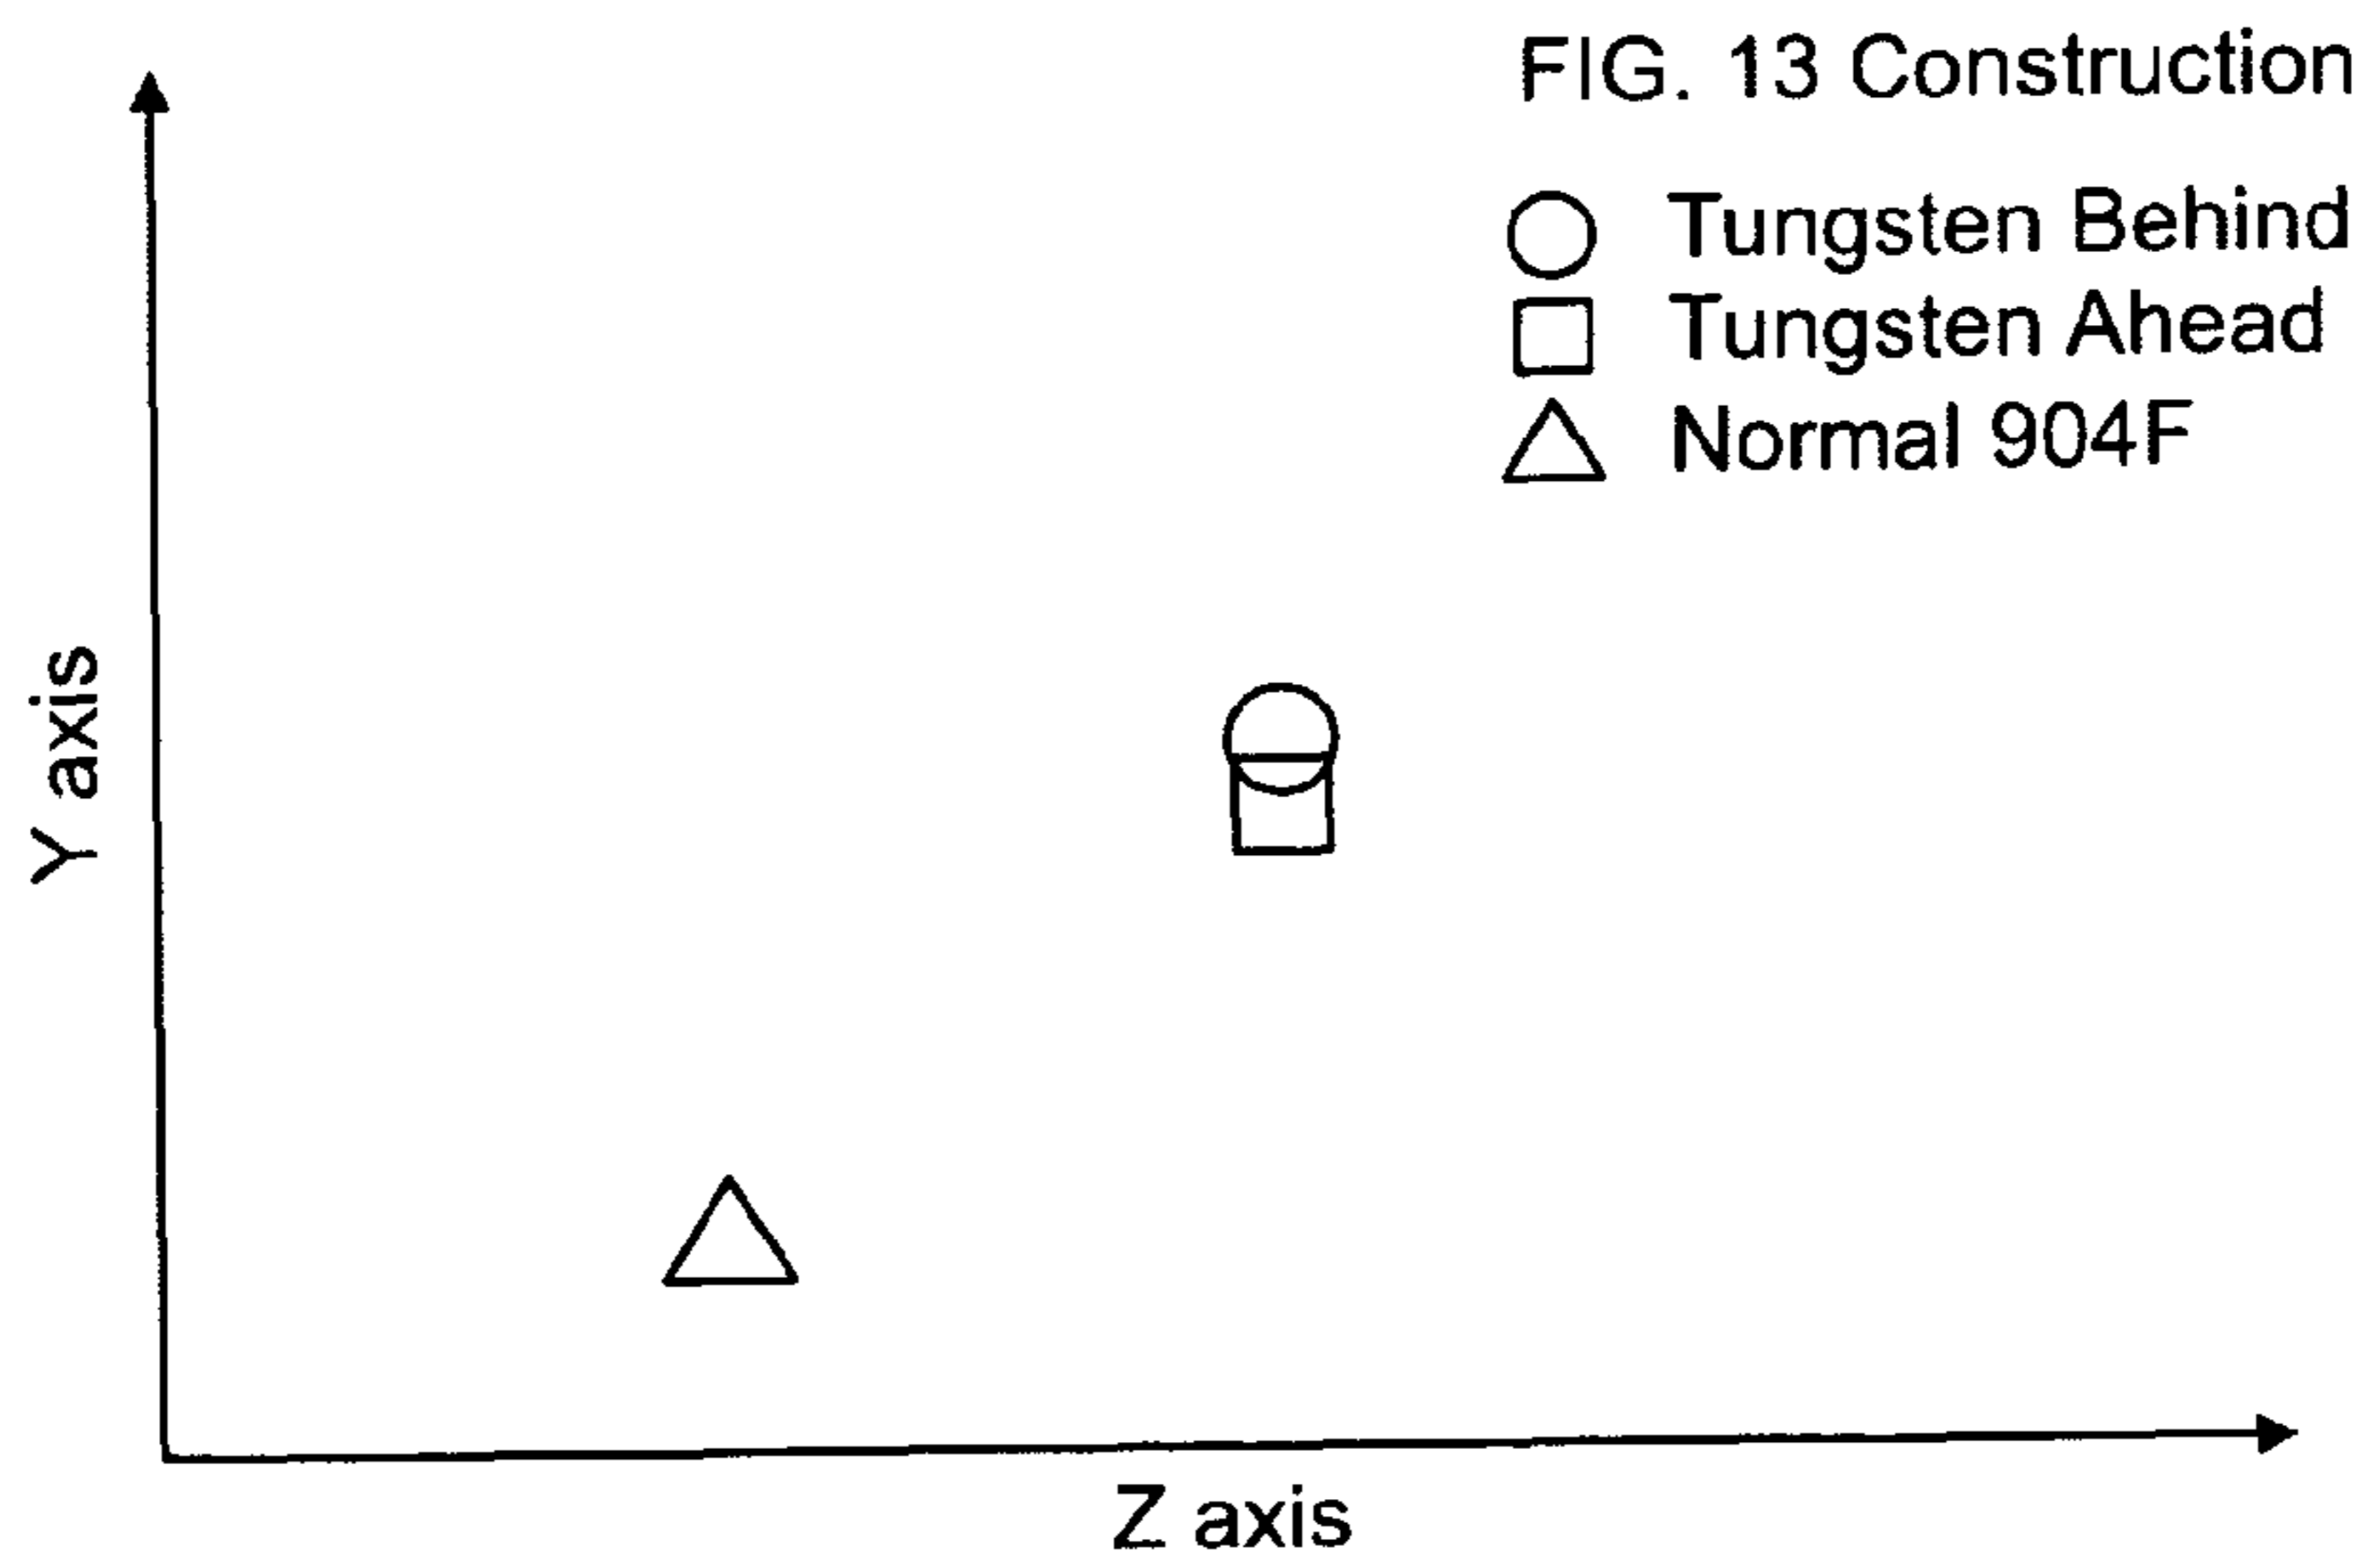 FIG. 13 Construction
Tungsten Behind
Tungsten Ahead
Normal 904F
Y axis
Z axis